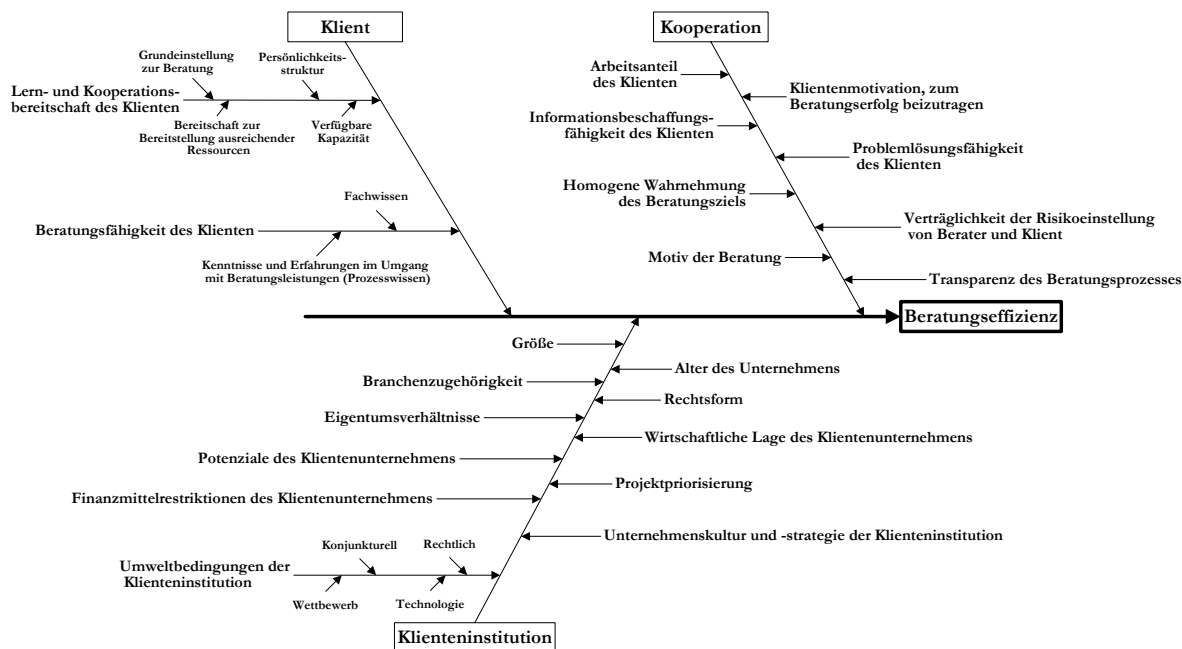 Klient
Kooperation
Grundeinstellung
zur Beratung
Persönlichkeits-
struktur
Lern- und Kooperations-
bereitschaft des Klienten
Bereitschaft zur
Bereitstellung ausreichender
Ressourcen
Verfügbare
Kapazität
Fachwissen
Beratungsfähigkeit des Klienten
Kenntnisse und Erfahrungen im Umgang
mit Beratungsleistungen (Prozesswissen)
Arbeitsanteil
des Klienten
Klientenmotivation, zum
Beratungserfolg beizutragen
Informationsbeschaffungs-
fähigkeit des Klienten
Problemlösungsfähigkeit
des Klienten
Homogene Wahrnehmung
des Beratungsziels
Verträglichkeit der Risikoeinstellung
von Berater und Klient
Motiv der Beratung
Transparenz des Beratungsprozesses
Beratungseffizienz
Größe
Alter des Unternehmens
Branchenzugehörigkeit
Rechtsform
Eigentumsverhältnisse
Wirtschaftliche Lage des Klientenunternehmens
Potenziale des Klientenunternehmens
Projektpriorisierung
Finanzmittelrestriktionen des Klientenunternehmens
Unternehmenskultur und -strategie der Klienteninstitution
Konjunkturell
Rechtlich
Umweltbedingungen der
Klienteninstitution
Wettbewerb
Technologie
Klienteninstitution